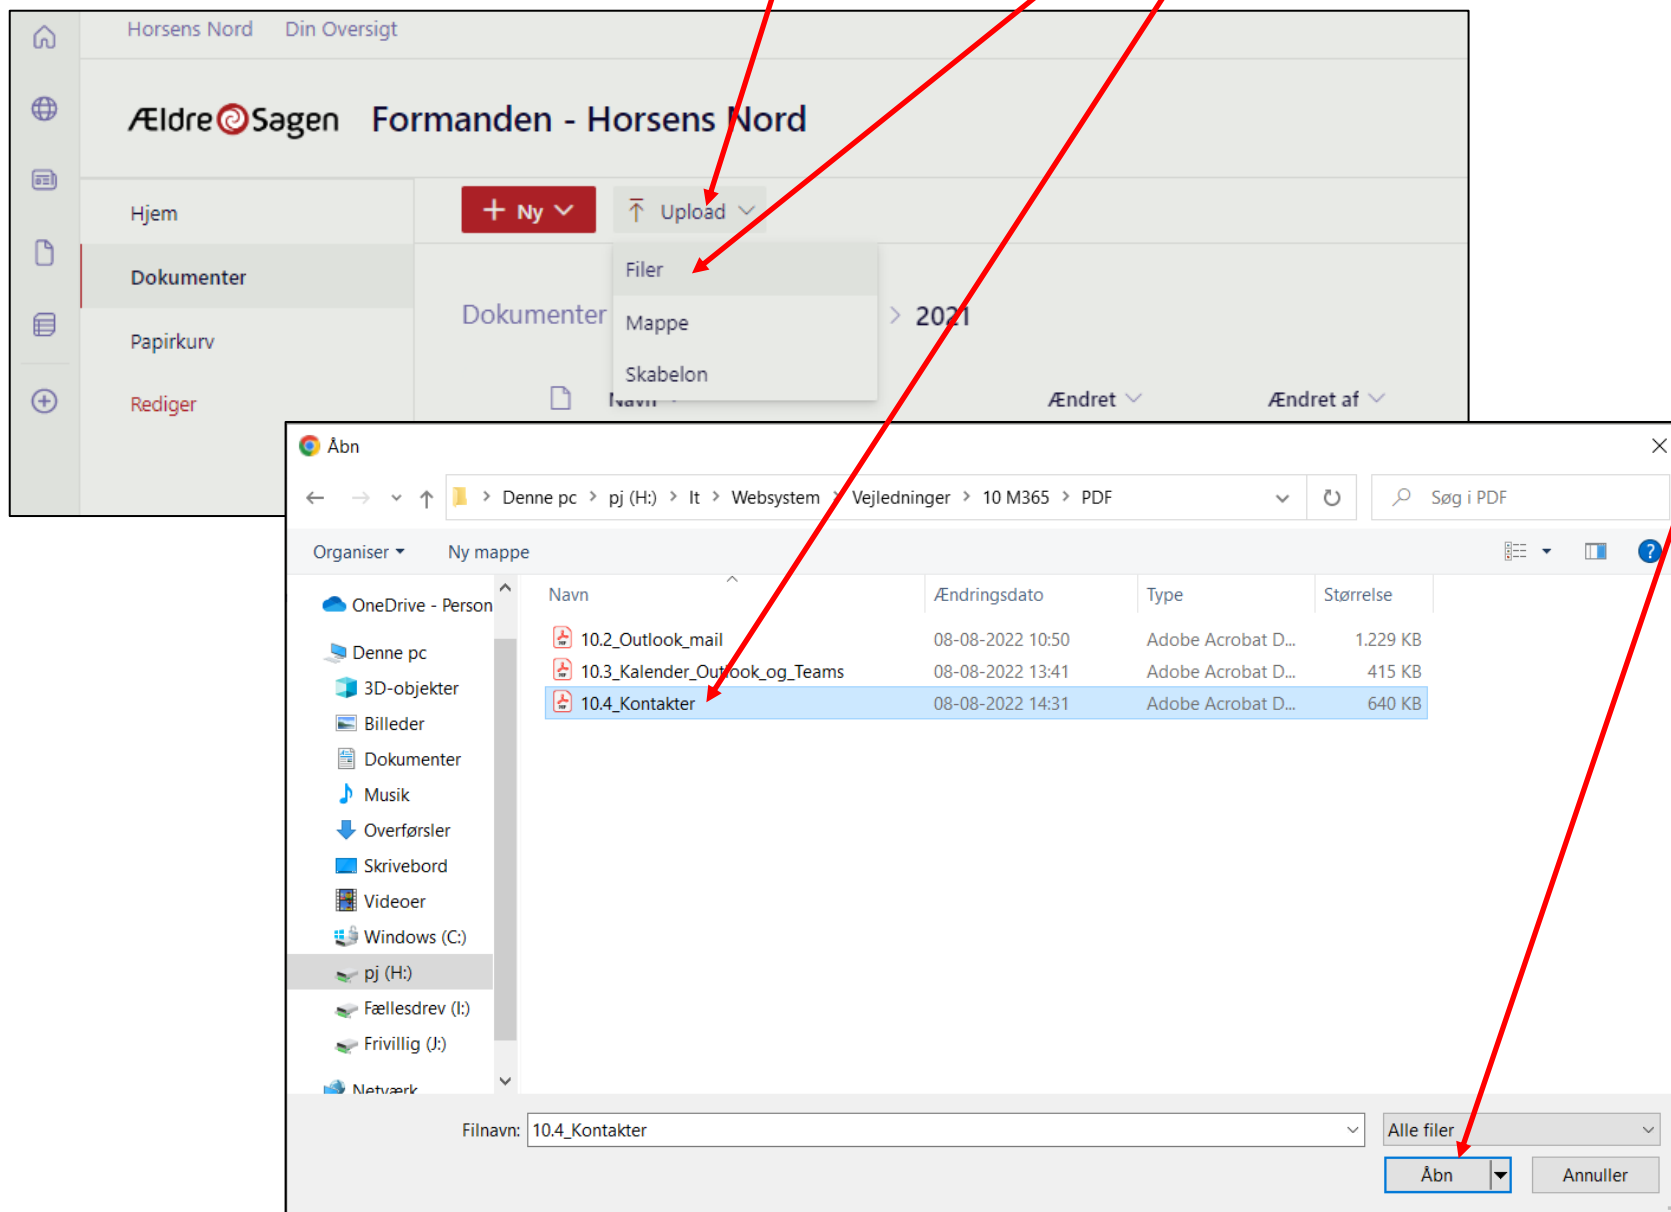 Horsens Nord Din Oversigt
ÆldreSagen Formanden - Horsens Nord
Hjem
Dokumenter
Papirkurv
Rediger
+ Ny Upload
Filer
Mappe
Skabelon
Dokumenter > 2021
Navn Ændret Ændret af
Åbn
> Denne pc > pj (H:) > It > Websystem > Vejledninger > 10 M365 > PDF Søg i PDF
Organiser Ny mappe
OneDrive - Person
Denne pc
3D-objekter
Billeder
Dokumenter
Musik
Overførsler
Skrivebord
Videoer
Windows (C:)
pj (H:)
Fællesdrev (I:)
Frivillig (J:)
Netværk
Navn Ændringsdato Type Størrelse
10.2_Outlook_mail 08-08-2022 10:50 Adobe Acrobat D... 1.229 KB
10.3_Kalender_Outlook_og_Teams 08-08-2022 13:41 Adobe Acrobat D... 415 KB
10.4_Kontakter 08-08-2022 14:31 Adobe Acrobat D... 640 KB
Filnavn: 10.4_Kontakter Alle filer
Åbn Annuller